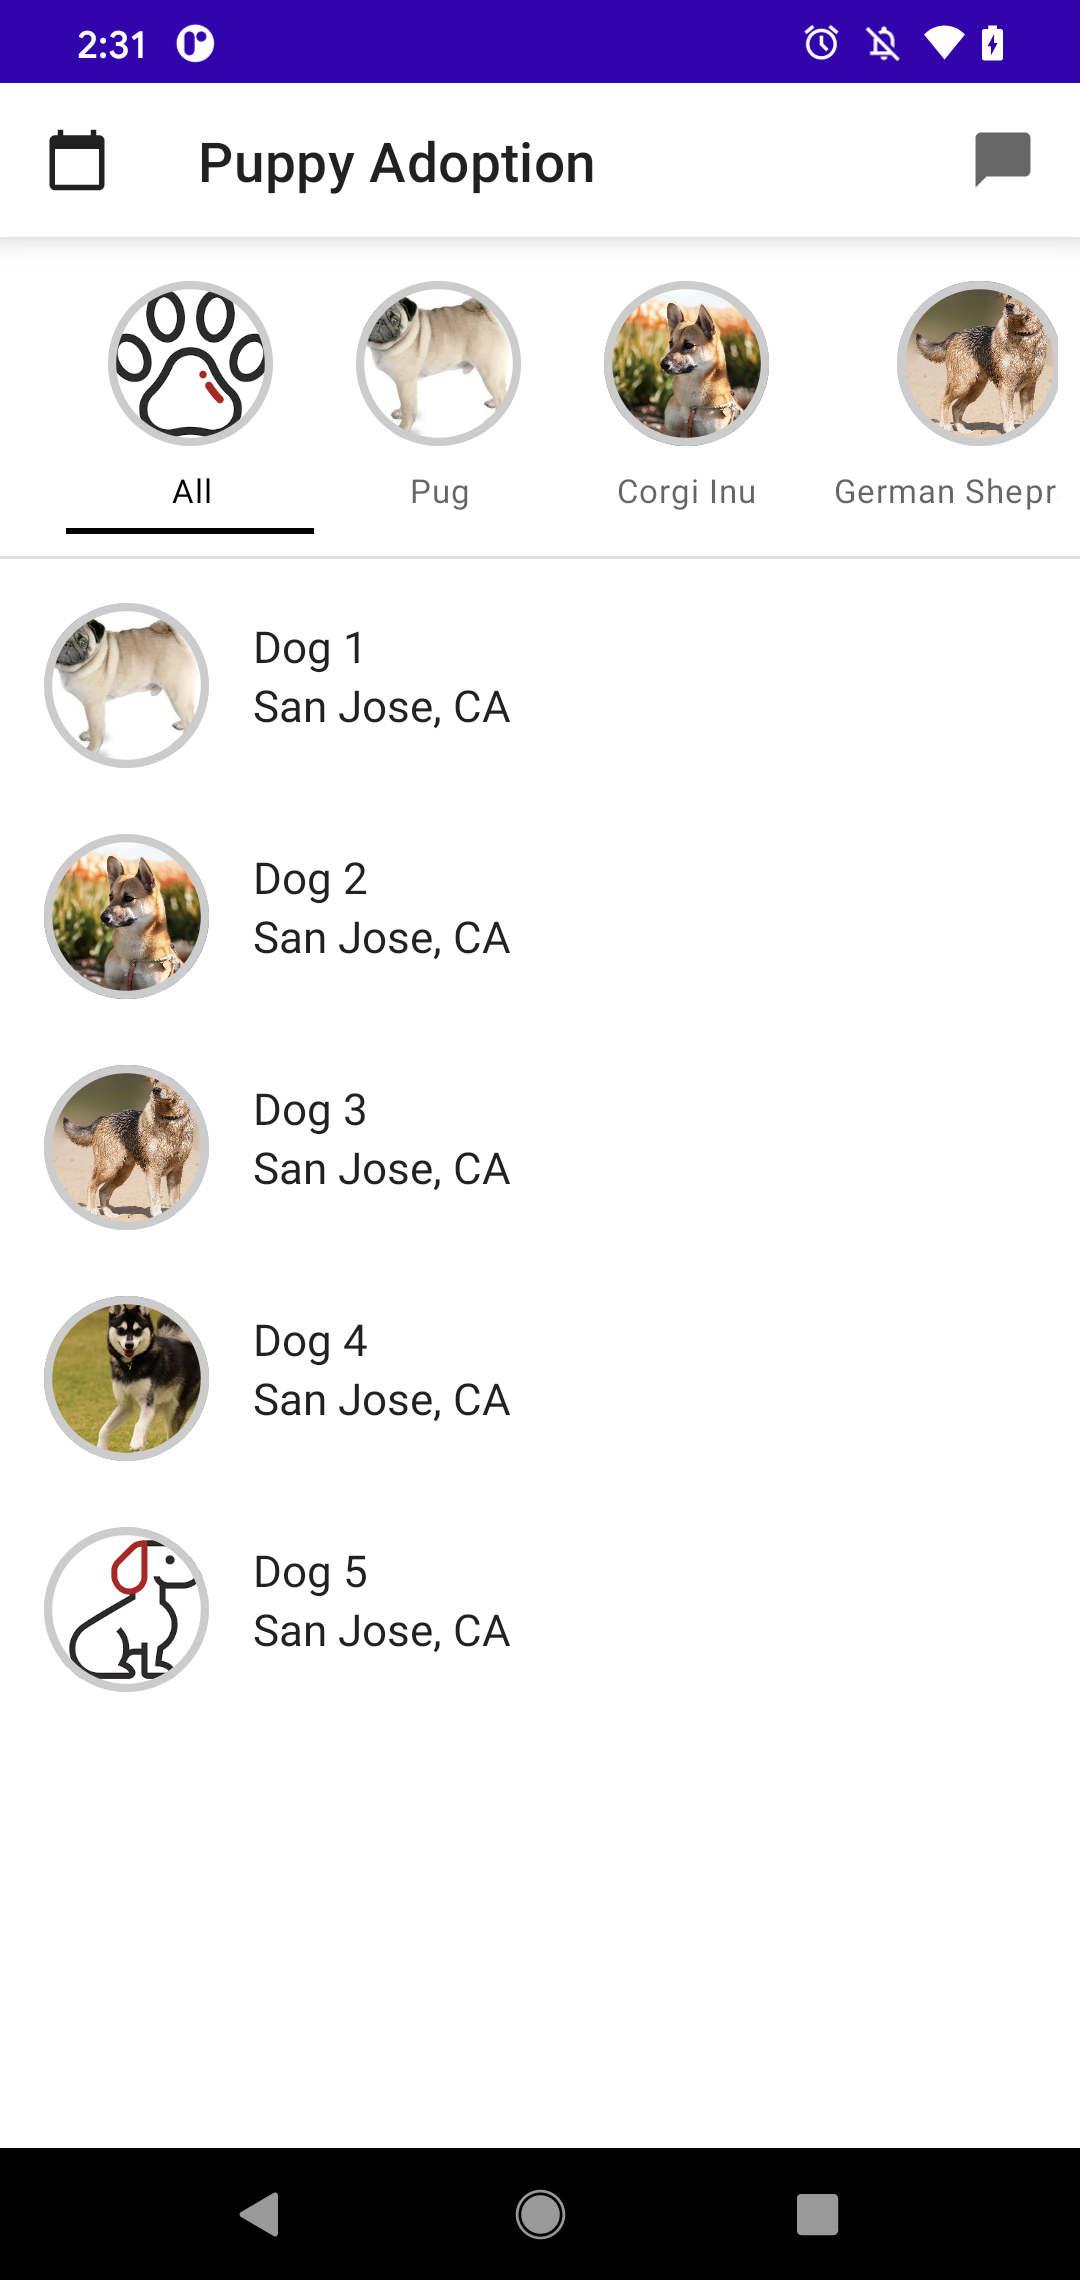 2:31
Puppy Adoption
All
Pug
Corgi Inu
German Shepr
Dog 1
San Jose, CA
Dog 2
San Jose, CA
Dog 3
San Jose, CA
Dog 4
San Jose, CA
Dog 5
San Jose, CA